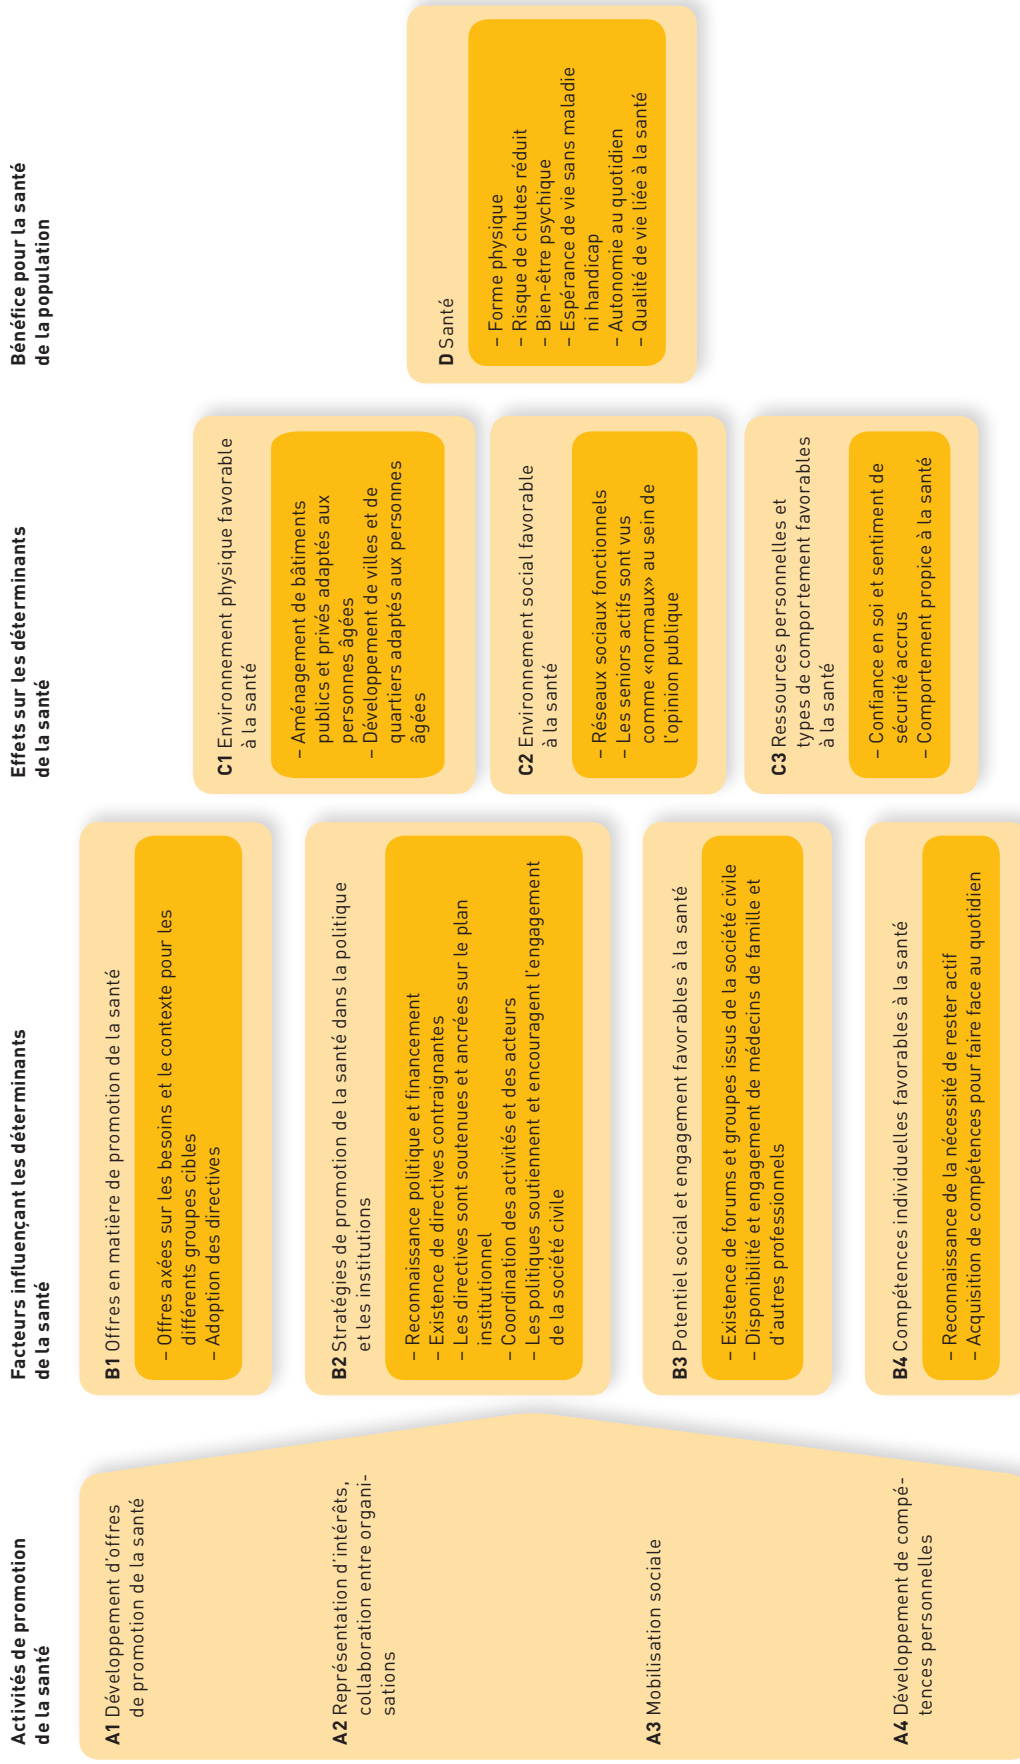 Activités de promotion
de la santé
A1 Développement d'offres
de promotion de la santé
A2 Représentation d'intérêts,
collaboration entre organi-
sations
A3 Mobilisation sociale
A4 Développement de compé-
tences personnelles
Facteurs influençant les déterminants
de la santé
B1 Offres en matière de promotion de la santé
– Offres axées sur les besoins et le contexte pour les
différents groupes cibles
– Adoption des directives
B2 Stratégies de promotion de la santé dans la politique
et les institutions
– Reconnaissance politique et financement
– Existence de directives contraignantes
– Les directives sont soutenues et ancrées sur le plan
institutionnel
– Coordination des activités et des acteurs
– Les politiques soutiennent et encouragent l'engagement
de la société civile
B3 Potentiel social et engagement favorables à la santé
– Existence de forums et groupes issus de la société civile
– Disponibilité et engagement de médecins de famille et
d'autres professionnels
B4 Compétences individuelles favorables à la santé
– Reconnaissance de la nécessité de rester actif
– Acquisition de compétences pour faire face au quotidien
Effets sur les déterminants
de la santé
C1 Environnement physique favorable
à la santé
– Aménagement de bâtiments
publics et privés adaptés aux
personnes âgées
– Développement de villes et de
quartiers adaptés aux personnes
âgées
C2 Environnement social favorable
à la santé
– Réseaux sociaux fonctionnels
– Les seniors actifs sont vus
comme «normaux» au sein de
l'opinion publique
C3 Ressources personnelles et
types de comportement favorables
à la santé
– Confiance en soi et sentiment de
sécurité accrus
– Comportement propice à la santé
Bénéfice pour la santé
de la population
D Santé
– Forme physique
– Risque de chutes réduit
– Bien-être psychique
– Espérance de vie sans maladie
ni handicap
– Autonomie au quotidien
– Qualité de vie liée à la santé